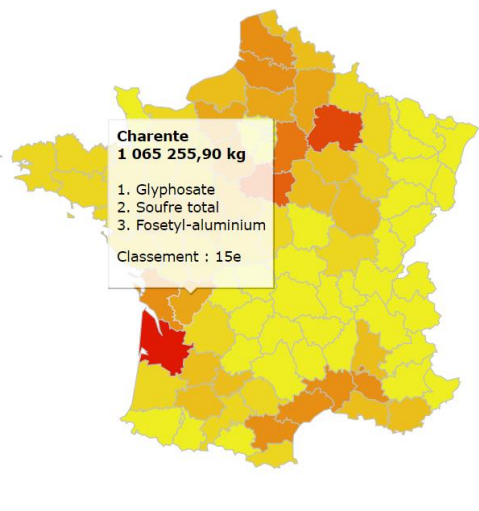 Charente
1 065 255,90 kg
1. Glyphosate
2. Soufre total
3. Fosetyl-aluminium
Classement : 15e